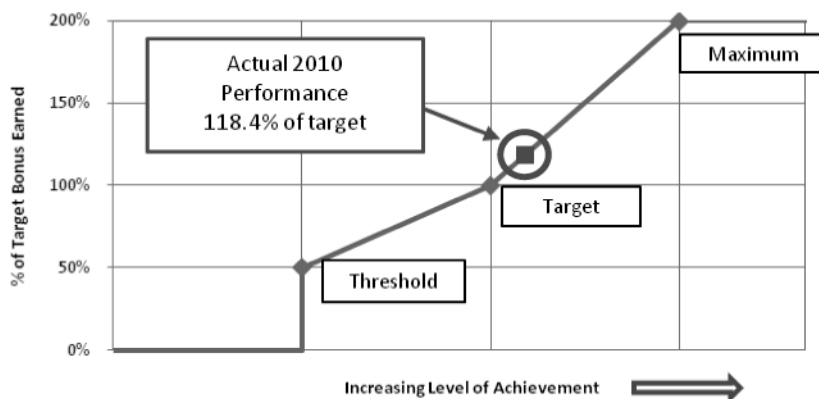 200%
150%
100%
50%
0%
% of Target Bonus Earned
Actual 2010
Performance
118.4% of target
Maximum
Target
Threshold
Increasing Level of Achievement